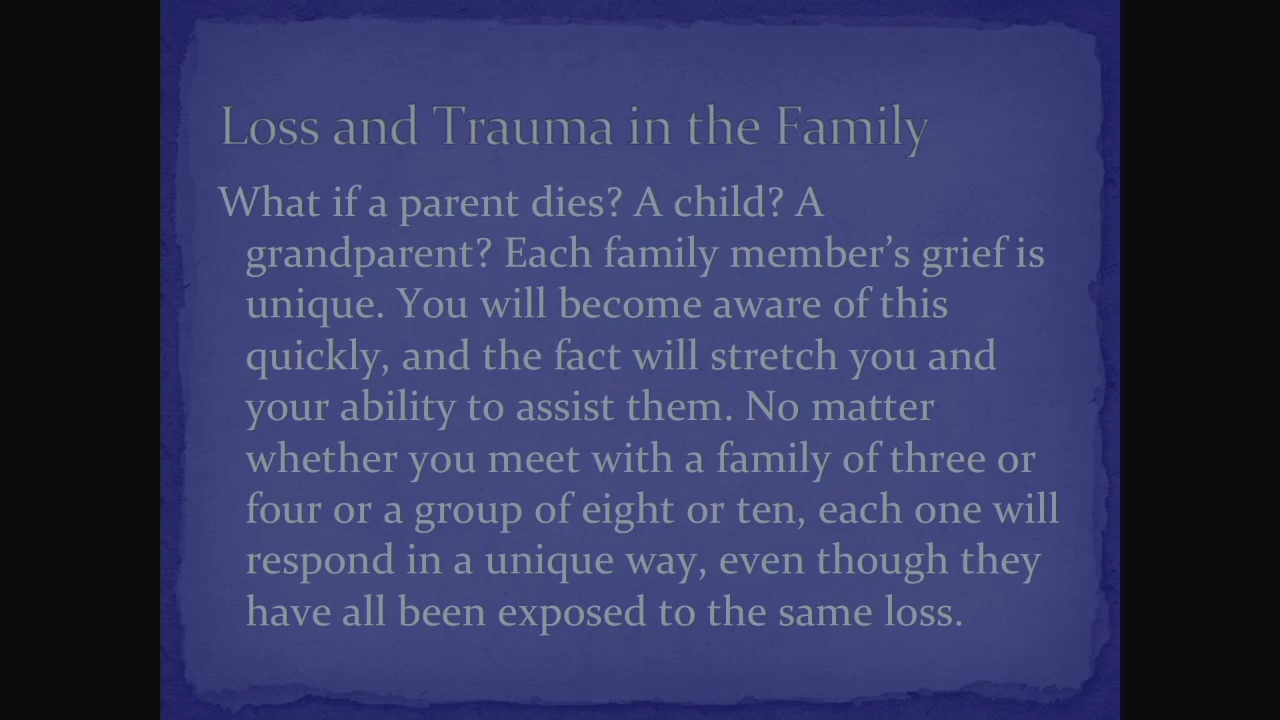 Loss and Trauma in the Family
What if a parent dies? A child? A
grandparent? Each family member’s grief is
unique. You will become aware of this
quickly, and the fact will stretch you and
your ability to assist them. No matter
whether you meet with a family of three or
four or a group of eight or ten, each one will
respond in a unique way, even though they
have all been exposed to the same loss.